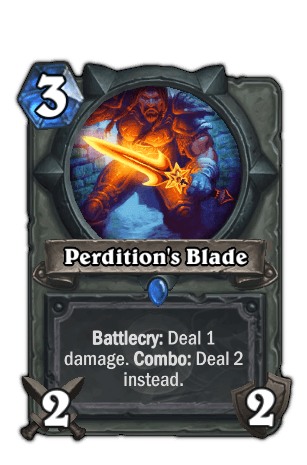 3
Perdition's Blade
Battlecry: Deal 1
damage. Combo: Deal 2
instead.
2
2